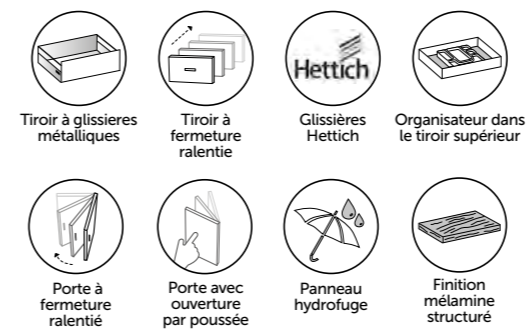 Hettich
Tiroir à glissieres
métalliques
Tiroir à
fermeture
ralentie
Glissières
Hettich
Organisateur dans
le tiroir supérieur
Porte à
fermeture
ralentié
Porte avec
ouverture
par poussée
Panneau
hydrofuge
Finition
mélamine
structuré